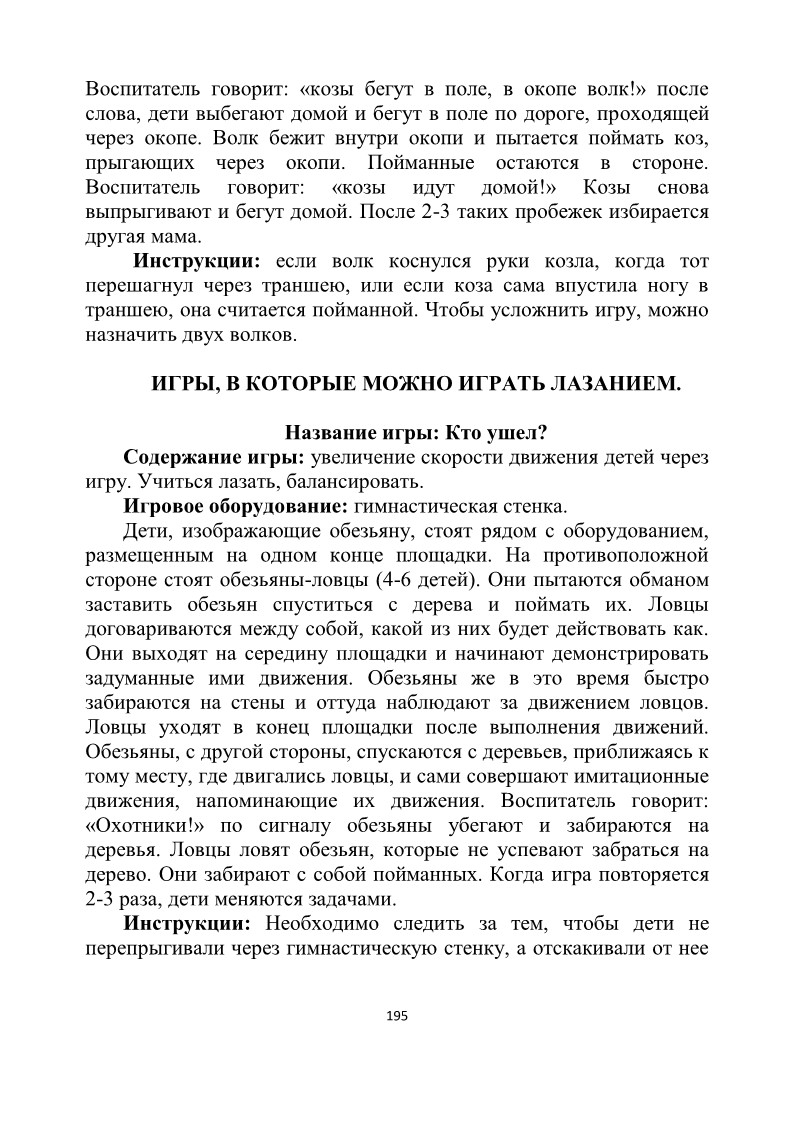 Воспитатель говорит: «козы бегут в поле, в окопе волк!» после
слова, дети выбегают домой и бегут в поле по дороге, проходящей
через окопе. Волк бежит внутри окопи и пытается поймать коз,
прыгающих через окопи. Пойманные остаются в стороне.
Воспитатель говорит: «козы идут домой!» Козы снова
выпрыгивают и бегут домой. После 2-3 таких пробежек избирается
другая мама.
Инструкции: если волк коснулся руки козла, когда тот
перешагнул через траншею, или если коза сама впустила ногу в
траншею, она считается пойманной. Чтобы усложнить игру, можно
назначить двух волков.
ИГРЫ, В КОТОРЫЕ МОЖНО ИГРАТЬ ЛАЗАНИЕМ.
Название игры: Кто ушел?
Содержание игры: увеличение скорости движения детей через
игру. Учиться лазать, балансировать.
Игровое оборудование: гимнастическая стенка.
Дети, изображающие обезьяну, стоят рядом с оборудованием,
размещенным на одном конце площадки. На противоположной
стороне стоят обезьяны-ловцы (4-6 детей). Они пытаются обманом
заставить обезьян спуститься с дерева и поймать их. Ловцы
договариваются между собой, какой из них будет действовать как.
Они выходят на середину площадки и начинают демонстрировать
задуманные ими движения. Обезьяны же в это время быстро
забираются на стены и оттуда наблюдают за движением ловцов.
Ловцы уходят в конец площадки после выполнения движений.
Обезьяны, с другой стороны, спускаются с деревьев, приближаясь к
тому месту, где двигались ловцы, и сами совершают имитационные
движения, напоминающие их движения. Воспитатель говорит:
«Охотники!» по сигналу обезьяны убегают и забираются на
деревья. Ловцы ловят обезьян, которые не успевают забраться на
дерево. Они забирают с собой пойманных. Когда игра повторяется
2-3 раза, дети меняются задачами.
Инструкции: Необходимо следить за тем, чтобы дети не
перепрыгивали через гимнастическую стенку, а отскакивали от нее
195